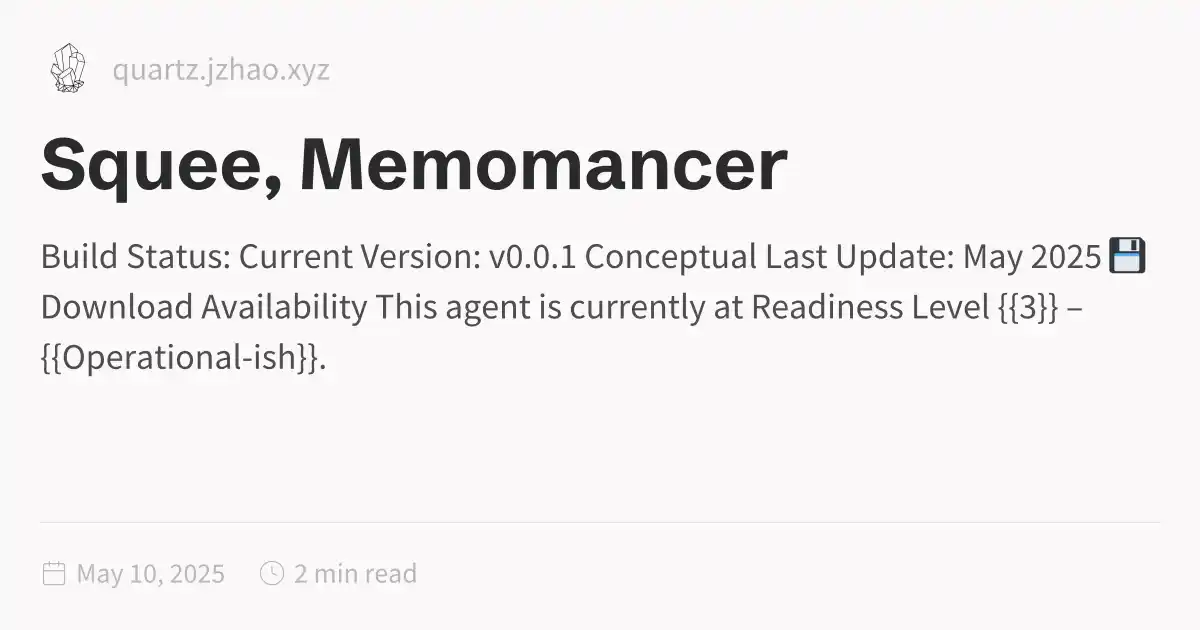 quartz.jzhao.xyz
Squee, Memomancer
Build Status: Current Version: v0.0.1 Conceptual Last Update: May 2025 💾
Download Availability This agent is currently at Readiness Level {{3}} –
{{Operational-ish}}.
May 10, 2025 2 min read